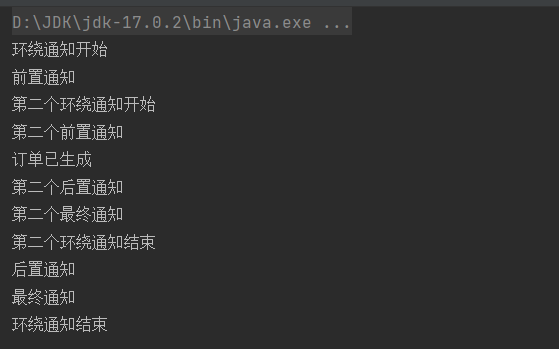 D:\JDK\jdk-17.0.2\bin\java.exe ...
环绕通知开始
前置通知
第二个环绕通知开始
第二个前置通知
订单已生成
第二个后置通知
第二个最终通知
第二个环绕通知结束
后置通知
最终通知
环绕通知结束